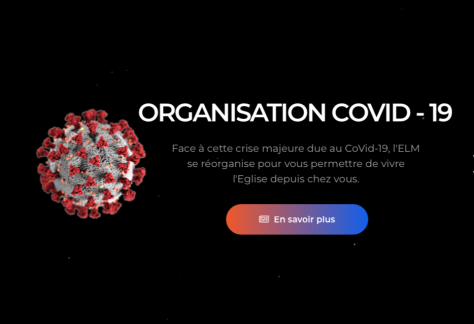 ORGANISATION COVID - 19
Face à cette crise majeure due au CoVid-19, l'ELM
se réorganise pour vous permettre de vivre
l'Eglise depuis chez vous.
En savoir plus